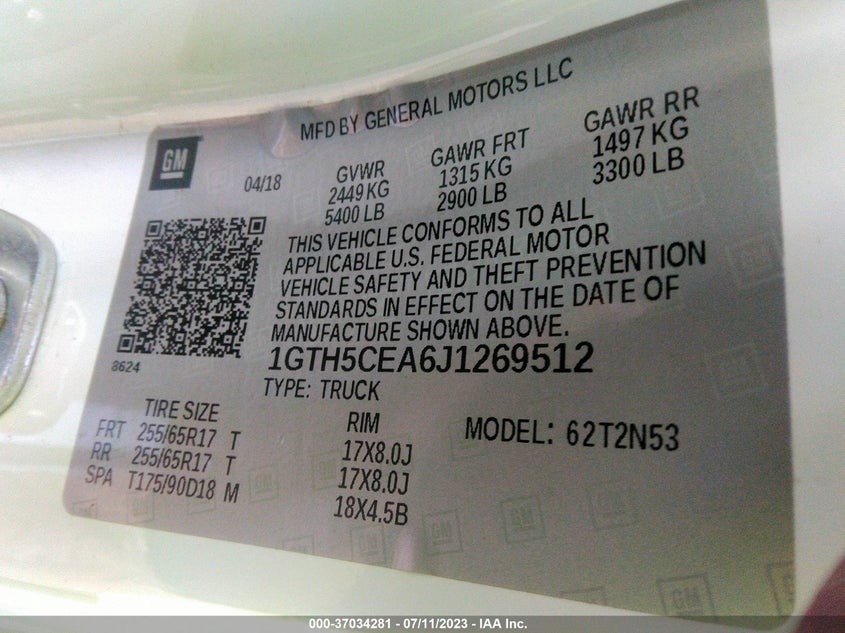 MFD BY GENERAL MOTORS LLC
GM
04/18
GVWR
2449 KG
5400 LB
GAWR FRT
1315 KG
2900 LB
GAWR RR
1497 KG
3300 LB
THIS VEHICLE CONFORMS TO ALL
APPLICABLE U.S. FEDERAL MOTOR
VEHICLE SAFETY AND THEFT PREVENTION
STANDARDS IN EFFECT ON THE DATE OF
MANUFACTURE SHOWN ABOVE.
8624
1GTH5CEA6J1269512
TYPE: TRUCK
TIRE SIZE RIM
FRT 255/65R17 T 17X8.0J
RR 255/65R17 T 17X8.0J
SPA T175/90D18 M 18X4.5B
MODEL: 62T2N53
000-37034281 - 07/11/2023 - IAA Inc.